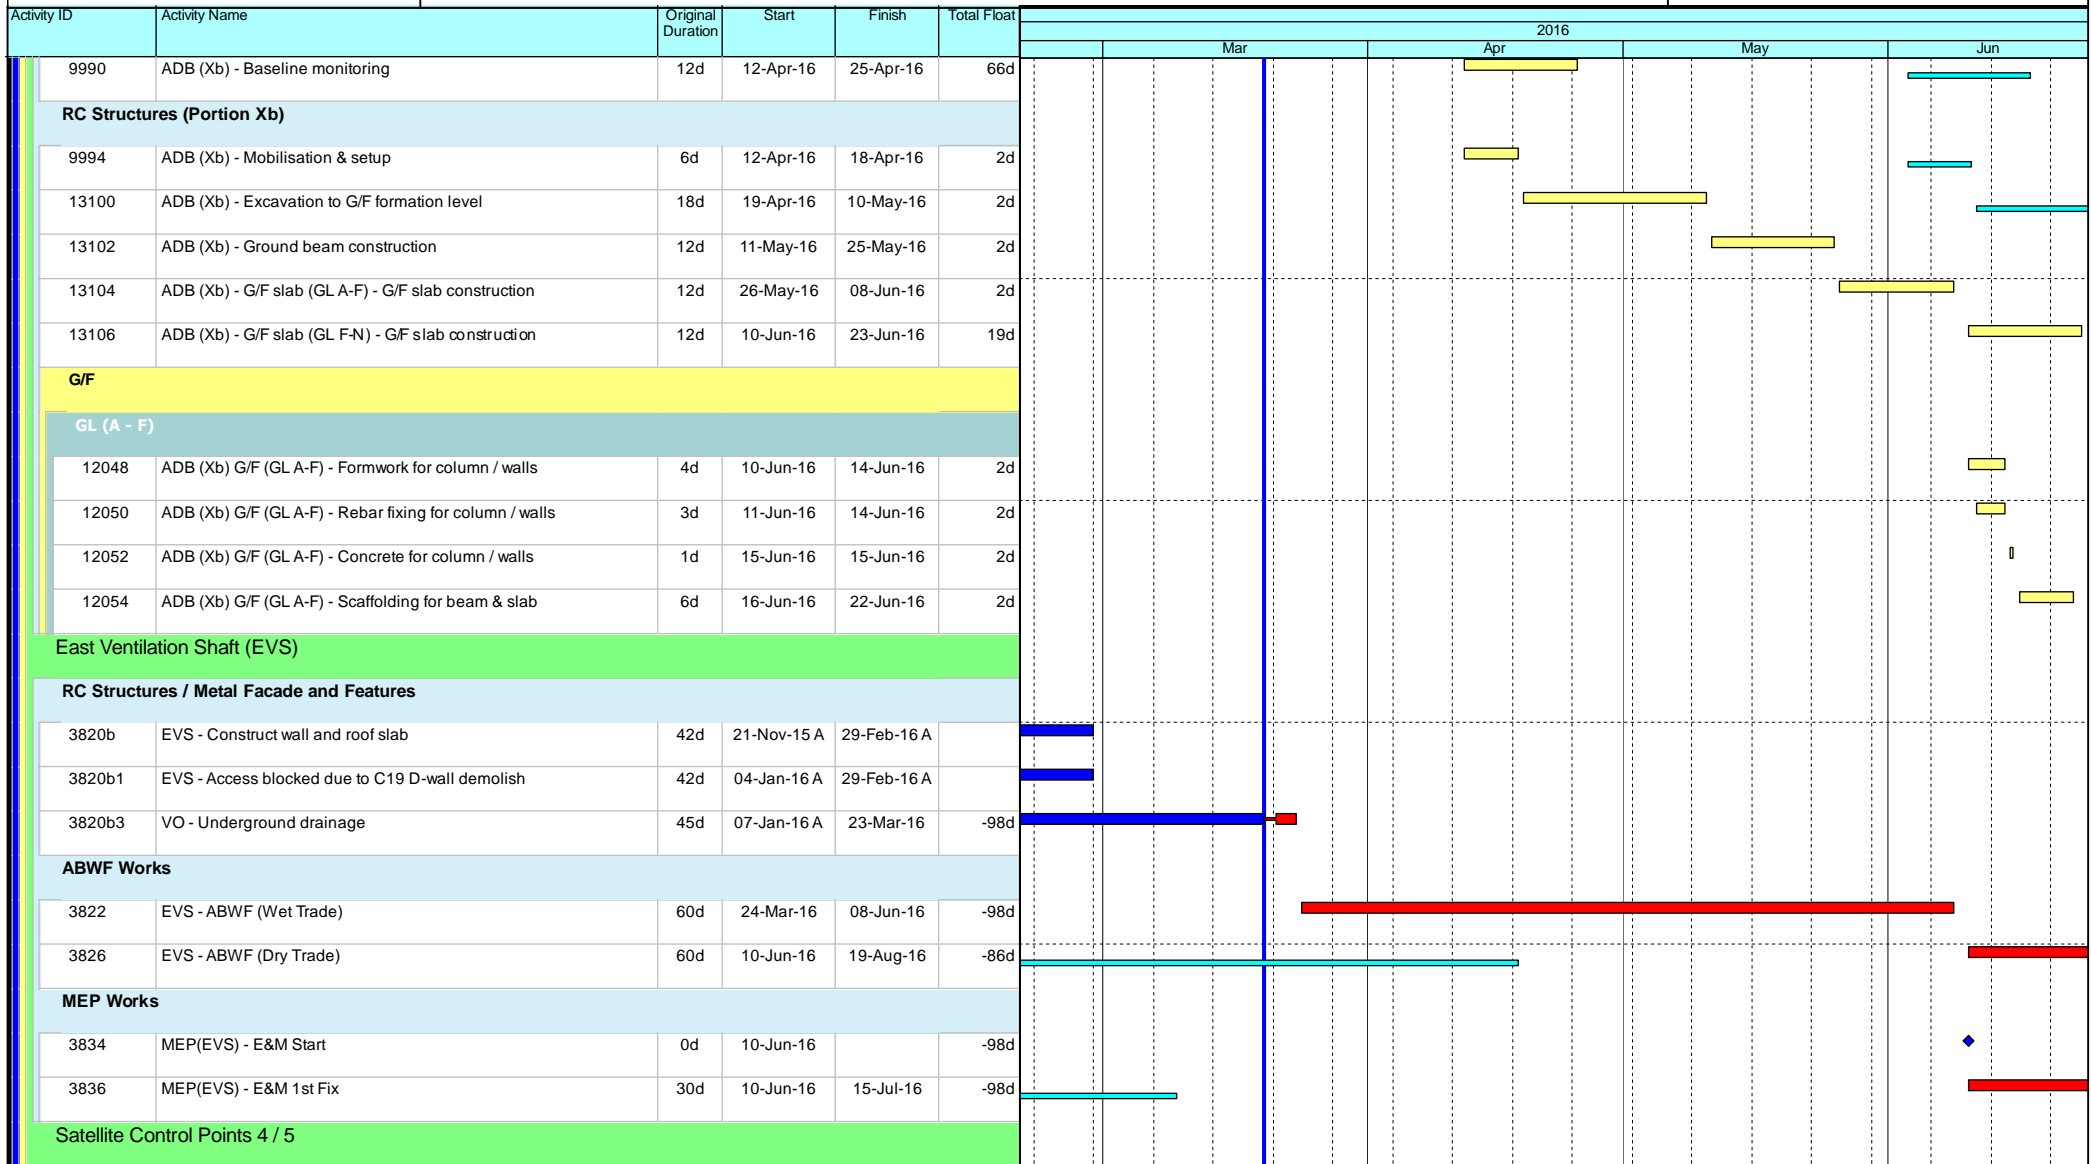 Activity ID Activity Name Original Duration Start Finish Total Float
2016
Mar Apr May Jun
9990 ADB (Xb) - Baseline monitoring 12d 12-Apr-16 25-Apr-16 66d
RC Structures (Portion Xb)
9994 ADB (Xb) - Mobilisation & setup 6d 12-Apr-16 18-Apr-16 2d
13100 ADB (Xb) - Excavation to G/F formation level 18d 19-Apr-16 10-May-16 2d
13102 ADB (Xb) - Ground beam construction 12d 11-May-16 25-May-16 2d
13104 ADB (Xb) - G/F slab (GL A-F) - G/F slab construction 12d 26-May-16 08-Jun-16 2d
13106 ADB (Xb) - G/F slab (GL F-N) - G/F slab construction 12d 10-Jun-16 23-Jun-16 19d
G/F
GL (A - F)
12048 ADB (Xb) G/F (GL A-F) - Formwork for column / walls 4d 10-Jun-16 14-Jun-16 2d
12050 ADB (Xb) G/F (GL A-F) - Rebar fixing for column / walls 3d 11-Jun-16 14-Jun-16 2d
12052 ADB (Xb) G/F (GL A-F) - Concrete for column / walls 1d 15-Jun-16 15-Jun-16 2d
12054 ADB (Xb) G/F (GL A-F) - Scaffolding for beam & slab 6d 16-Jun-16 22-Jun-16 2d
East Ventilation Shaft (EVS)
RC Structures / Metal Facade and Features
3820b EVS - Construct wall and roof slab 42d 21-Nov-15 A 29-Feb-16 A
3820b1 EVS - Access blocked due to C19 D-wall demolish 42d 04-Jan-16 A 29-Feb-16 A
3820b3 VO - Underground drainage 45d 07-Jan-16 A 23-Mar-16 -98d
ABWF Works
3822 EVS - ABWF (Wet Trade) 60d 24-Mar-16 08-Jun-16 -98d
3826 EVS - ABWF (Dry Trade) 60d 10-Jun-16 19-Aug-16 -86d
MEP Works
3834 MEP(EVS) - E&M Start 0d 10-Jun-16 -98d
3836 MEP(EVS) - E&M 1st Fix 30d 10-Jun-16 15-Jul-16 -98d
Satellite Control Points 4 / 5